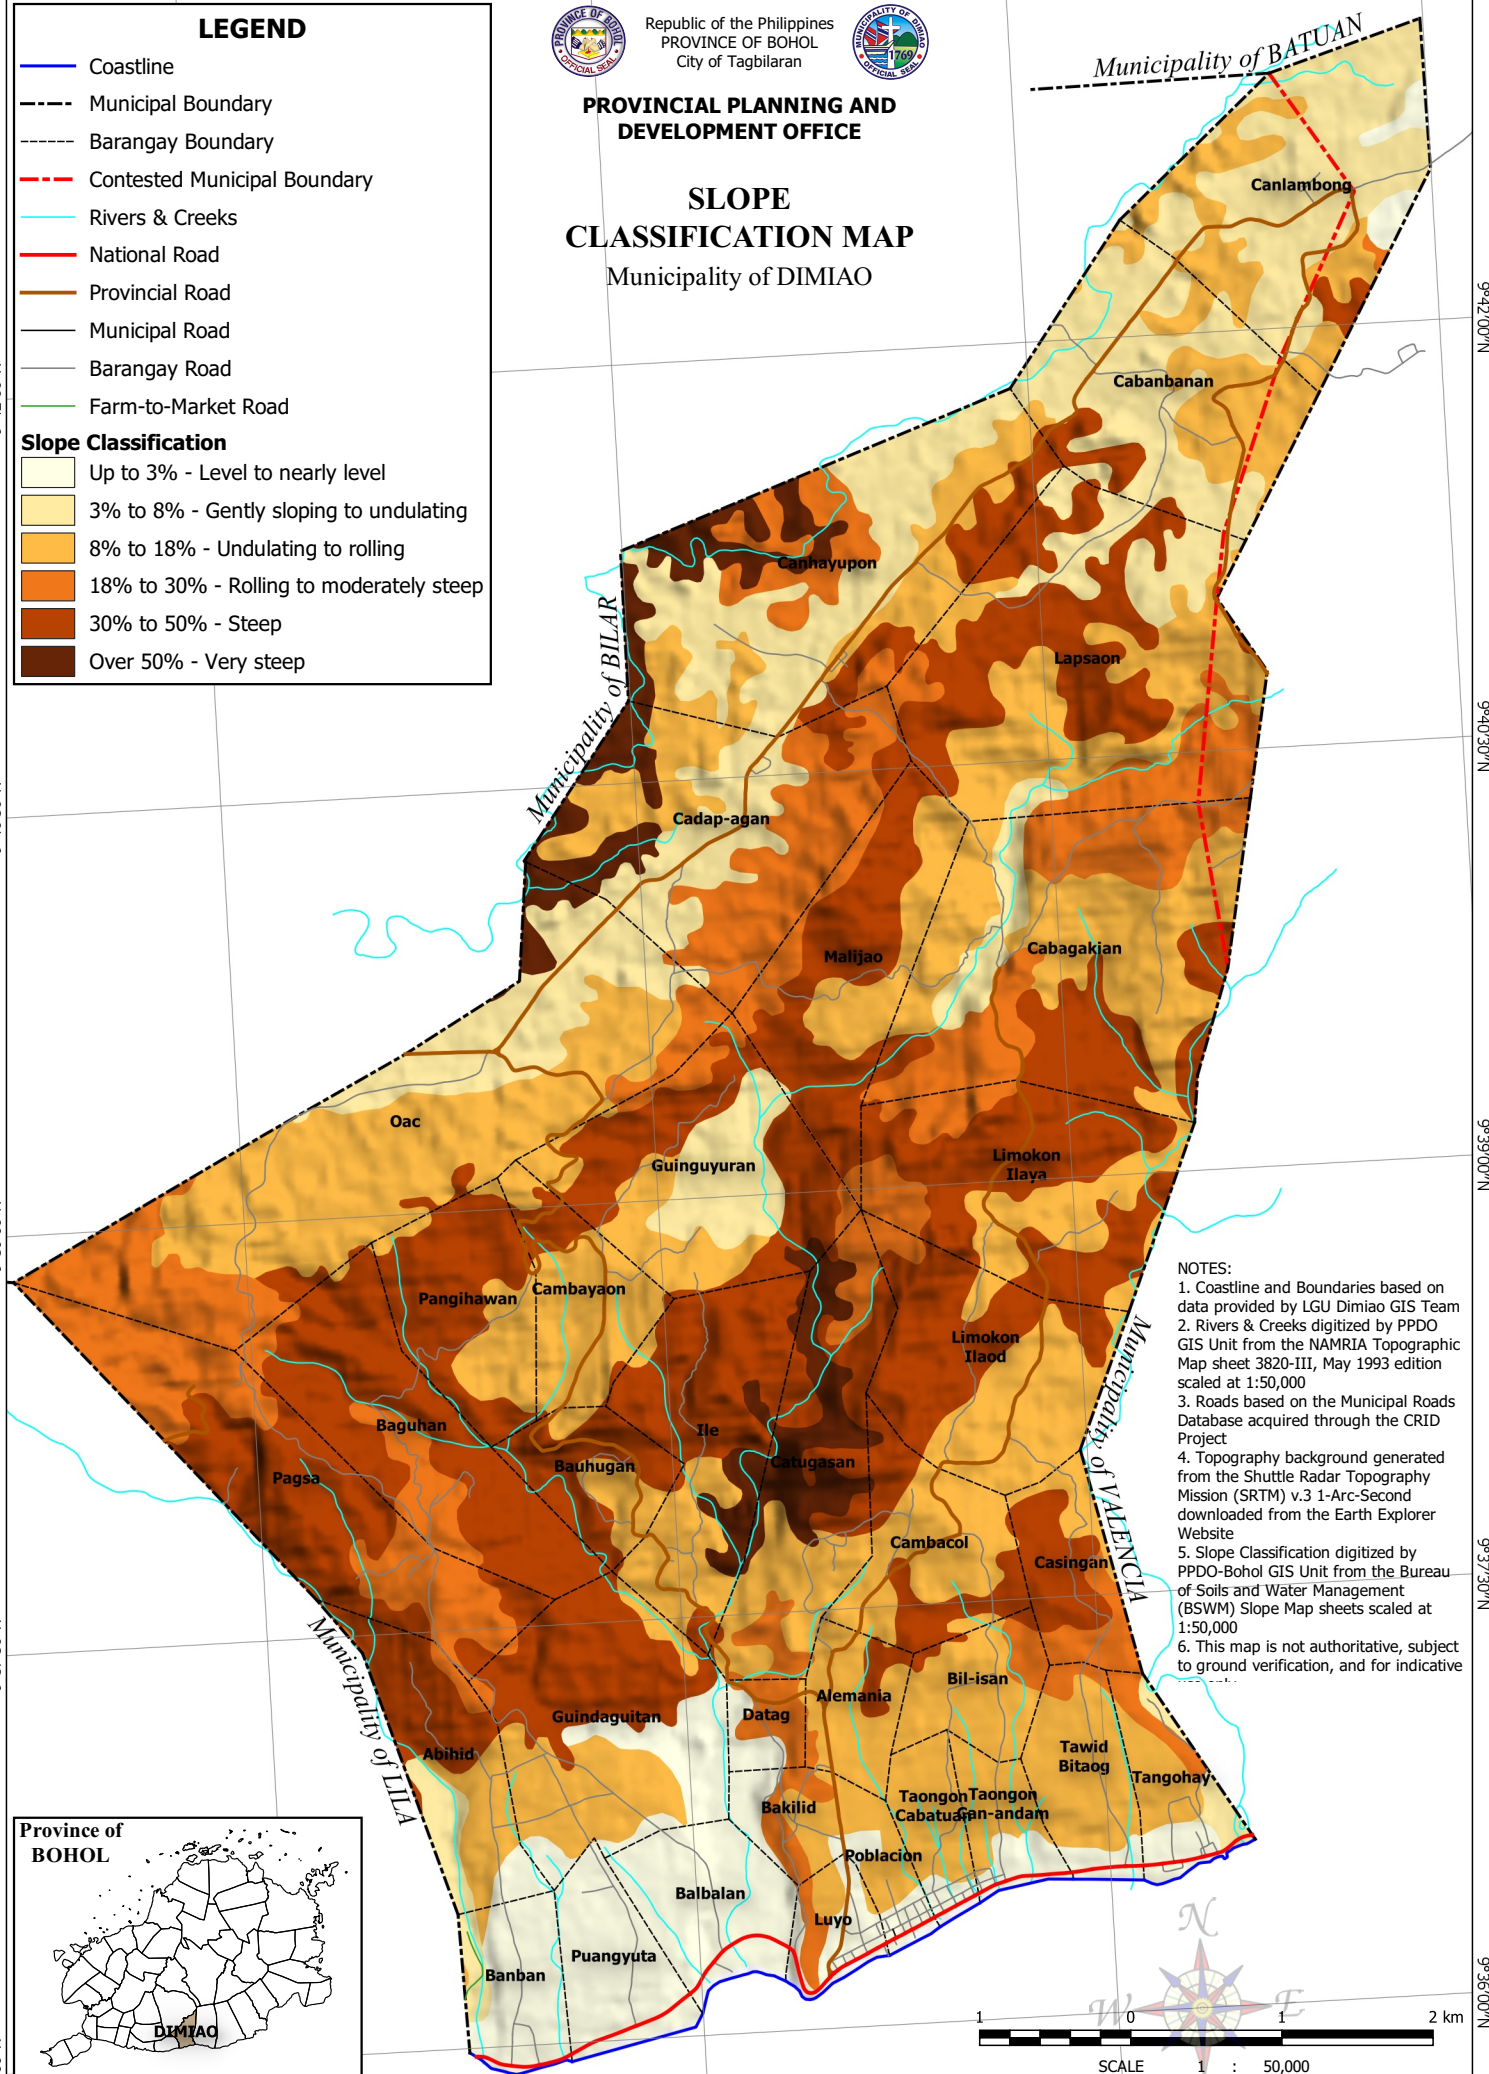 LEGEND
Coastline
Municipal Boundary
Barangay Boundary
Contested Municipal Boundary
Rivers & Creeks
National Road
Provincial Road
Municipal Road
Barangay Road
Farm-to-Market Road
Slope Classification
Up to 3% - Level to nearly level
3% to 8% - Gently sloping to undulating
8% to 18% - Undulating to rolling
18% to 30% - Rolling to moderately steep
30% to 50% - Steep
Over 50% - Very steep
PROVINCE OF BOHOL
OFFICIAL SEAL
Republic of the Philippines
PROVINCE OF BOHOL
City of Tagbilaran
MUNICIPALITY OF DIMIAO
1769
OFFICIAL SEAL
PROVINCIAL PLANNING AND
DEVELOPMENT OFFICE
SLOPE
CLASSIFICATION MAP
Municipality of DIMIAO
Municipality of BATUAN
Canlambong
9°42'00"N
Cabanbanan
Canhayupon
Municipality of BILAR
Lapsaon
9°40'30"N
Cadap-agan
Malijao
Cabagakian
Oac
Guinguyuran
Limokon
Ilaya
9°39'00"N
Pangihawan
Cambayaon
Limokon
Ilaod
Municipality of VALENCIA
Baguhan
Ile
Pagsa
Bauhugan
Catugasan
Cambacol
Casingan
9°37'30"N
Municipality of LILA
Bil-isan
Alemania
Guindaguitan
Datag
Abihid
Tawid
Bitaog
Tangohay
Bakilid
Taongon
Cabatuan
Taongon
Can-andam
Poblacion
Balbalan
Luyo
Puangyuta
Banban
9°36'00"N
NOTES:
1. Coastline and Boundaries based on
data provided by LGU Dimiao GIS Team
2. Rivers & Creeks digitized by PPDO
GIS Unit from the NAMRIA Topographic
Map sheet 3820-III, May 1993 edition
scaled at 1:50,000
3. Roads based on the Municipal Roads
Database acquired through the CRID
Project
4. Topography background generated
from the Shuttle Radar Topography
Mission (SRTM) v.3 1-Arc-Second
downloaded from the Earth Explorer
Website
5. Slope Classification digitized by
PPDO-Bohol GIS Unit from the Bureau
of Soils and Water Management
(BSWM) Slope Map sheets scaled at
1:50,000
6. This map is not authoritative, subject
to ground verification, and for indicative
Province of
BOHOL
DIMIAO
N
W
E
1 0 1 2 km
SCALE 1 : 50,000